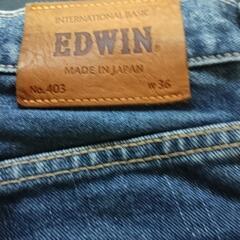 INTERNATIONAL BASIC
EDWIN
MADE IN JAPAN
No.403 W 36